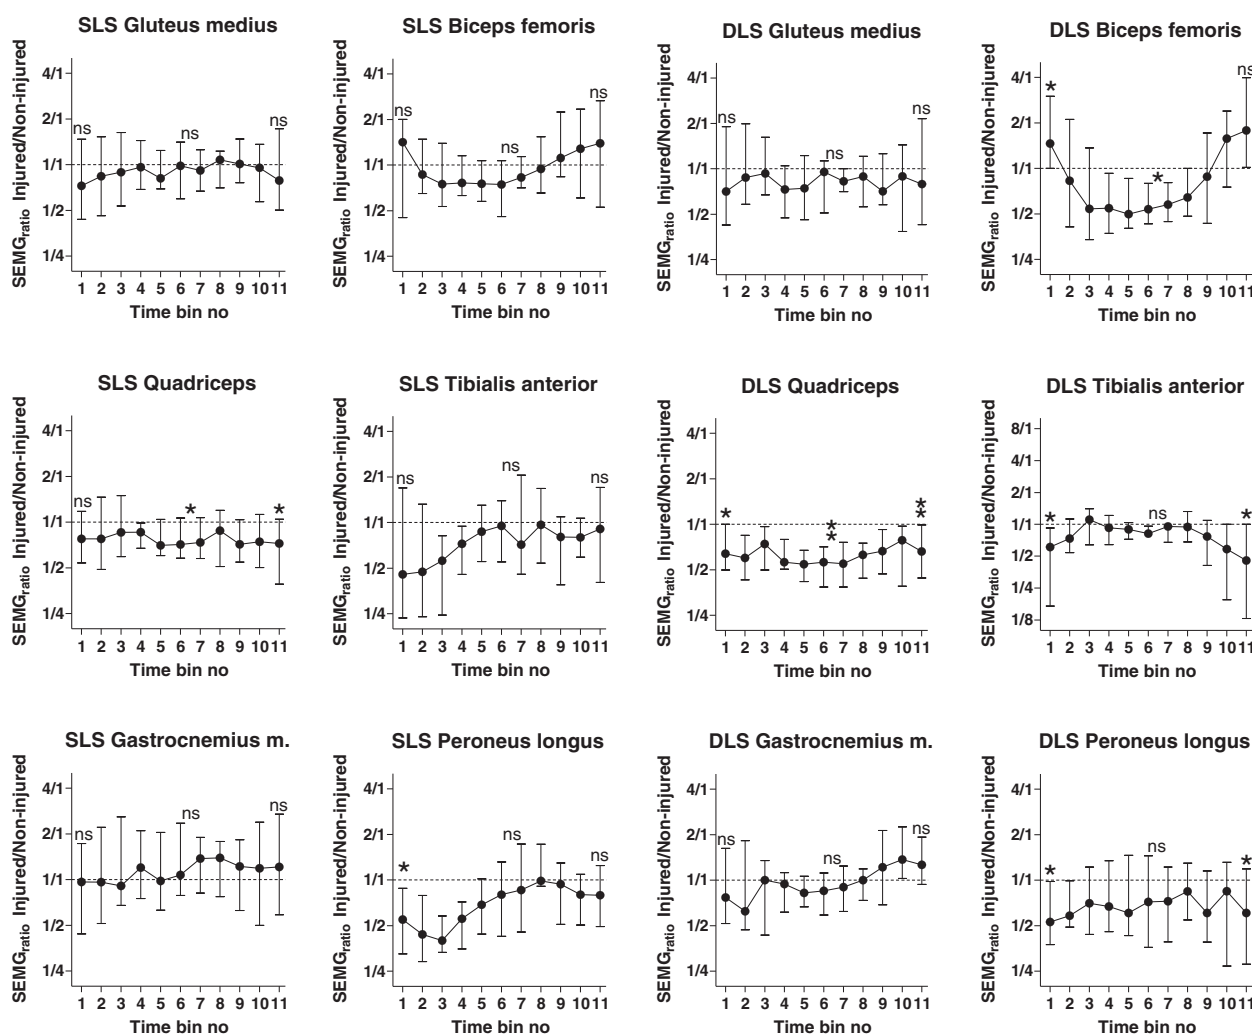 SLS Gluteus medius
SEMGratio Injured/Non-injured
4/1
2/1
1/1
1/2
1/4
ns ns ns
1 2 3 4 5 6 7 8 9 10 11
Time bin no
SLS Biceps femoris
SEMGratio Injured/Non-injured
4/1
2/1
1/1
1/2
1/4
ns ns ns
1 2 3 4 5 6 7 8 9 10 11
Time bin no
DLS Gluteus medius
SEMGratio Injured/Non-injured
4/1
2/1
1/1
1/2
1/4
ns ns ns
1 2 3 4 5 6 7 8 9 10 11
Time bin no
DLS Biceps femoris
SEMGratio Injured/Non-injured
4/1
2/1
1/1
1/2
1/4
* * ns
1 2 3 4 5 6 7 8 9 10 11
Time bin no
SLS Quadriceps
SEMGratio Injured/Non-injured
4/1
2/1
1/1
1/2
1/4
ns * *
1 2 3 4 5 6 7 8 9 10 11
Time bin no
SLS Tibialis anterior
SEMGratio Injured/Non-injured
4/1
2/1
1/1
1/2
1/4
ns ns ns
1 2 3 4 5 6 7 8 9 10 11
Time bin no
DLS Quadriceps
SEMGratio Injured/Non-injured
4/1
2/1
1/1
1/2
1/4
* ** **
1 2 3 4 5 6 7 8 9 10 11
Time bin no
DLS Tibialis anterior
SEMGratio Injured/Non-injured
8/1
4/1
2/1
1/1
1/2
1/4
1/8
* ns *
1 2 3 4 5 6 7 8 9 10 11
Time bin no
SLS Gastrocnemius m.
SEMGratio Injured/Non-injured
4/1
2/1
1/1
1/2
1/4
ns ns ns
1 2 3 4 5 6 7 8 9 10 11
Time bin no
SLS Peroneus longus
SEMGratio Injured/Non-injured
4/1
2/1
1/1
1/2
1/4
* ns ns
1 2 3 4 5 6 7 8 9 10 11
Time bin no
DLS Gastrocnemius m.
SEMGratio Injured/Non-injured
4/1
2/1
1/1
1/2
1/4
ns ns ns
1 2 3 4 5 6 7 8 9 10 11
Time bin no
DLS Peroneus longus
SEMGratio Injured/Non-injured
4/1
2/1
1/1
1/2
1/4
* ns *
1 2 3 4 5 6 7 8 9 10 11
Time bin no